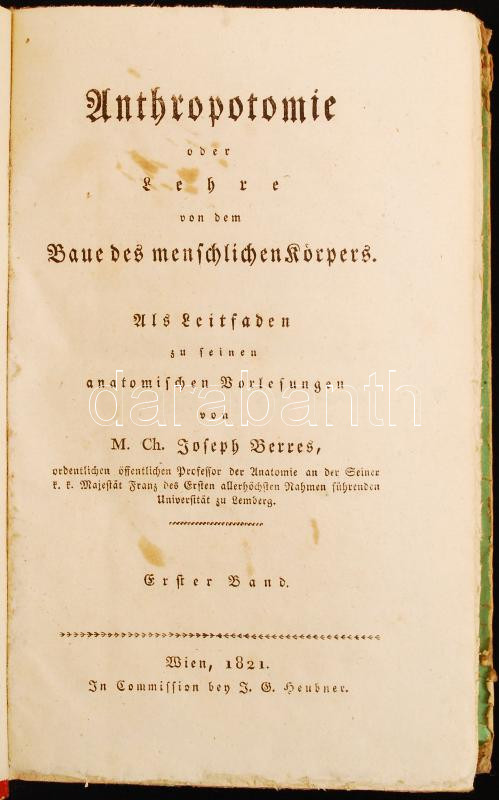 Anthropotomie
oder
Lehre
von dem
Baue des menschlichen Körpers.
Als Leitfaden
zu seinen
anatomischen Vorlesungen
darabanth
von
M. Ch. Joseph Berres,
ordentlichen öffentlichen Professor der Anatomie an der Seiner
k. k. Majestät Franz des Ersten allerhöchsten Nahmen führenden
Universität zu Lemberg.
Erster Band.
Wien, 1821.
In Commission bey J. G. Heubner.